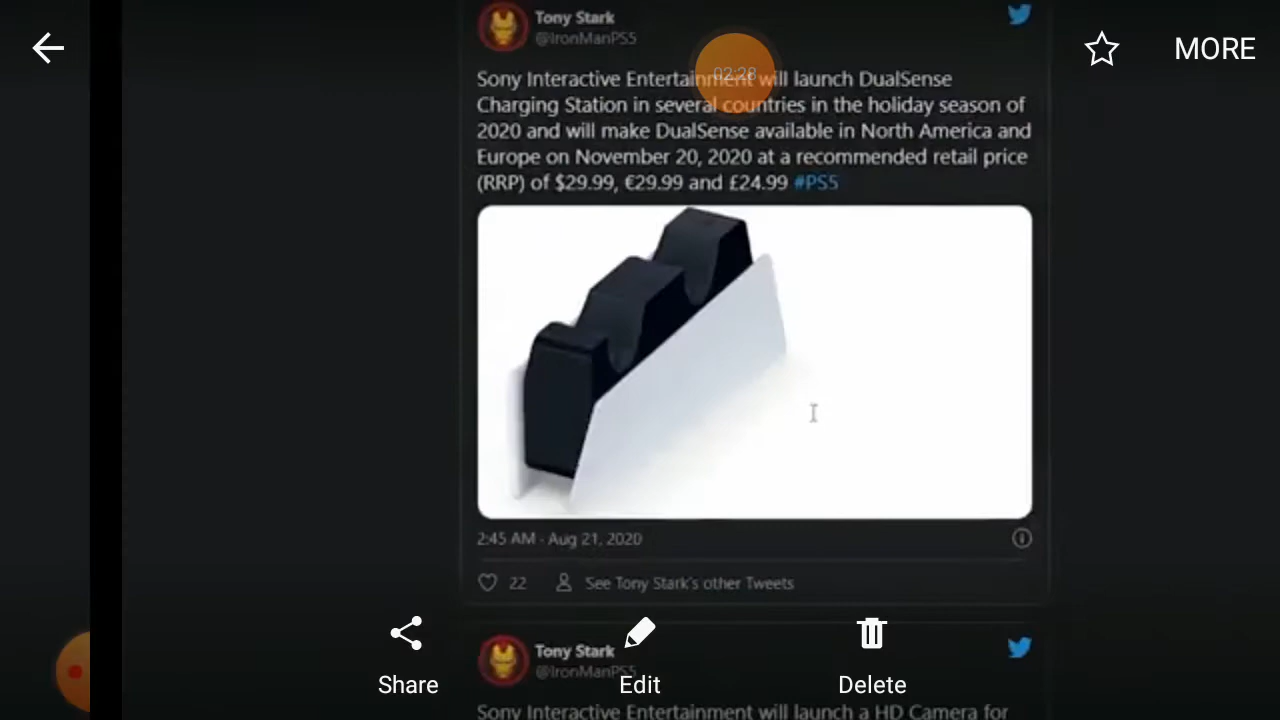 Tony Stark
@IronManPS5
MORE
02:28
Sony Interactive Entertainment will launch DualSense
Charging Station in several countries in the holiday season of
2020 and will make DualSense available in North America and
Europe on November 20, 2020 at a recommended retail price
(RRP) of $29.99, €29.99 and £24.99 #PS5
2:45 AM - Aug 21, 2020
22 See Tony Stark's other Tweets
Tony Stark
@IronManPS5
Share Edit Delete
Sony Interactive Entertainment will launch a HD Camera for